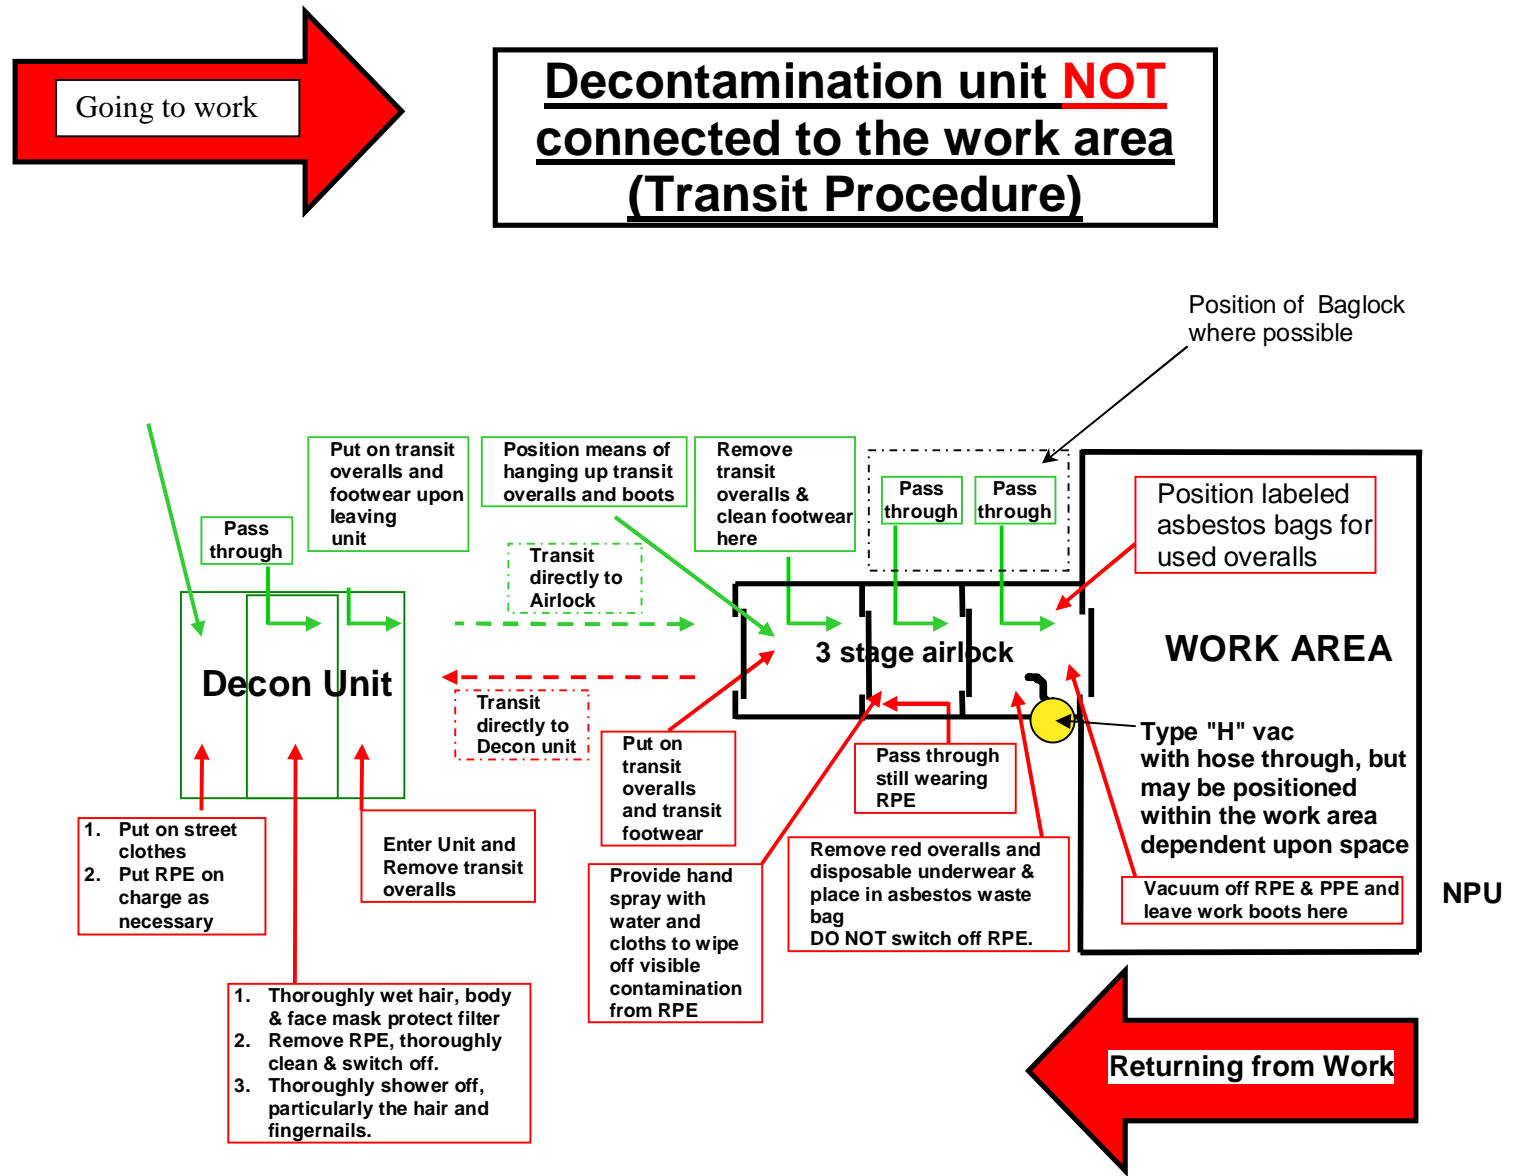 Going to work
Decontamination unit NOT
connected to the work area
(Transit Procedure)
Position of  Baglock
where possible
Put on transit
overalls and
footwear upon
leaving
unit
Position means of
hanging up transit
overalls and boots
Remove
transit
overalls &
clean footwear
here
Pass
through
Pass
through
Position labeled
asbestos bags for
used overalls
Pass
through
Transit
directly to
Airlock
3 stage airlock
WORK AREA
Decon Unit
Transit
directly to
Decon unit
Put on
transit
overalls
and transit
footwear
Pass through
still wearing
RPE
Type "H" vac
with hose through, but
may be positioned
within the work area
dependent upon space
1. Put on street
clothes
2. Put RPE on
charge as
necessary
Enter Unit and
Remove transit
overalls
Provide hand
spray with
water and
cloths to wipe
off visible
contamination
from RPE
Remove red overalls and
disposable underwear &
place in asbestos waste
bag
DO NOT switch off RPE.
Vacuum off RPE & PPE and
leave work boots here
NPU
1. Thoroughly wet hair, body
& face mask protect filter
2. Remove RPE, thoroughly
clean & switch off.
3. Thoroughly shower off,
particularly the hair and
fingernails.
Returning from Work